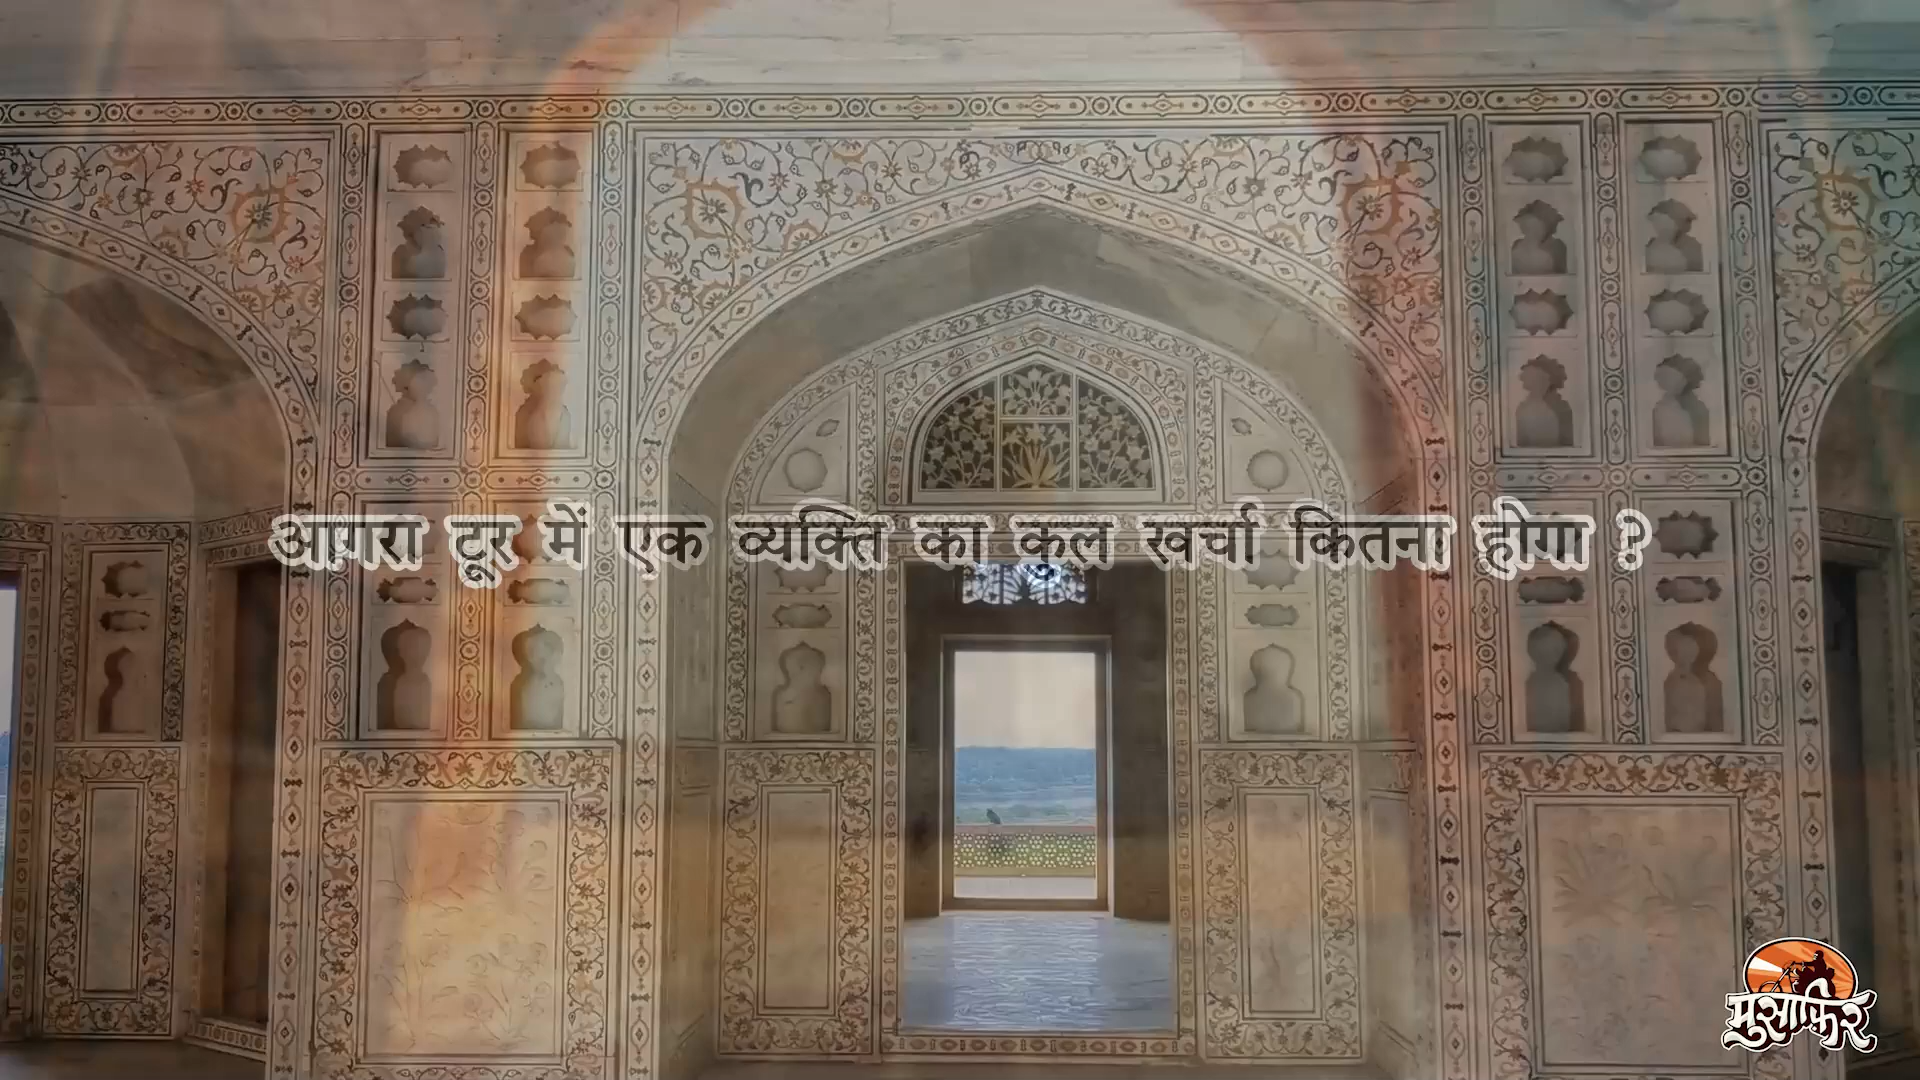 आगरा टूर में एक व्यक्ति का कुल खर्चा कितना होगा ?
मुसाफ़िर